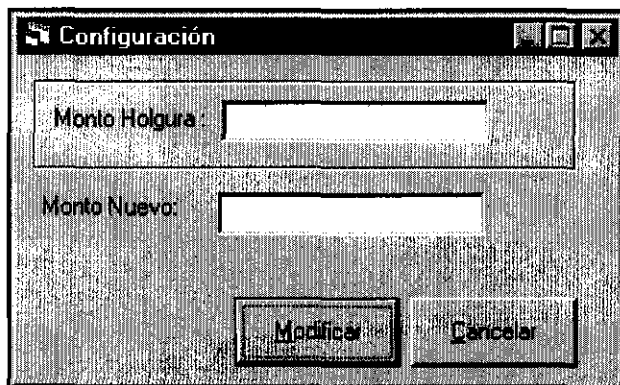 Configuración
Monto Holgura :
Monto Nuevo:
Modificar Cancelar